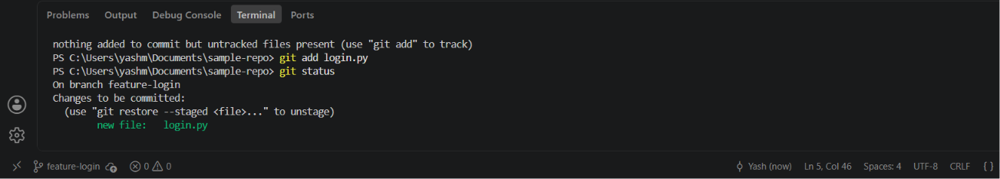 Problems Output Debug Console Terminal Ports
nothing added to commit but untracked files present (use "git add" to track)
PS C:\Users\yashm\Documents\sample-repo> git add login.py
PS C:\Users\yashm\Documents\sample-repo> git status
On branch feature-login
Changes to be committed:
  (use "git restore --staged <file>..." to unstage)
        new file:   login.py
feature-login 0 0 Yash (now) Ln 5, Col 46 Spaces: 4 UTF-8 CRLF { }